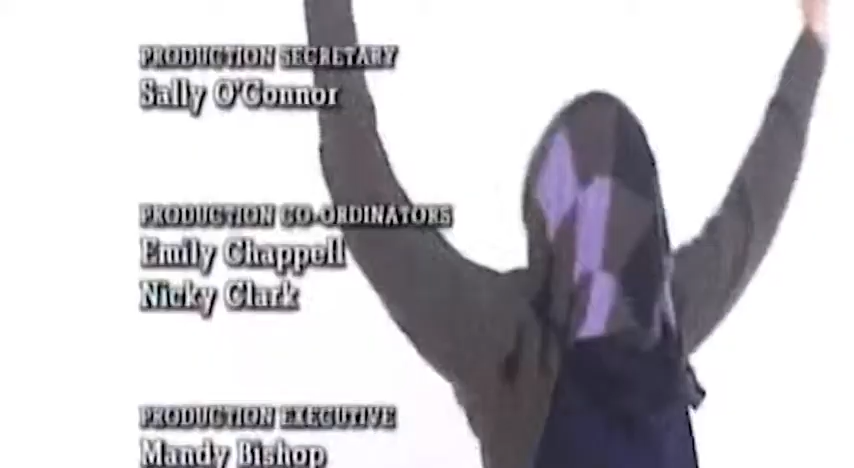 PRODUCTION SECRETARY
Sally O'Connor
PRODUCTION CO-ORDINATORS
Emily Chappell
Nicky Clark
PRODUCTION EXECUTIVE
Mandy Bishop